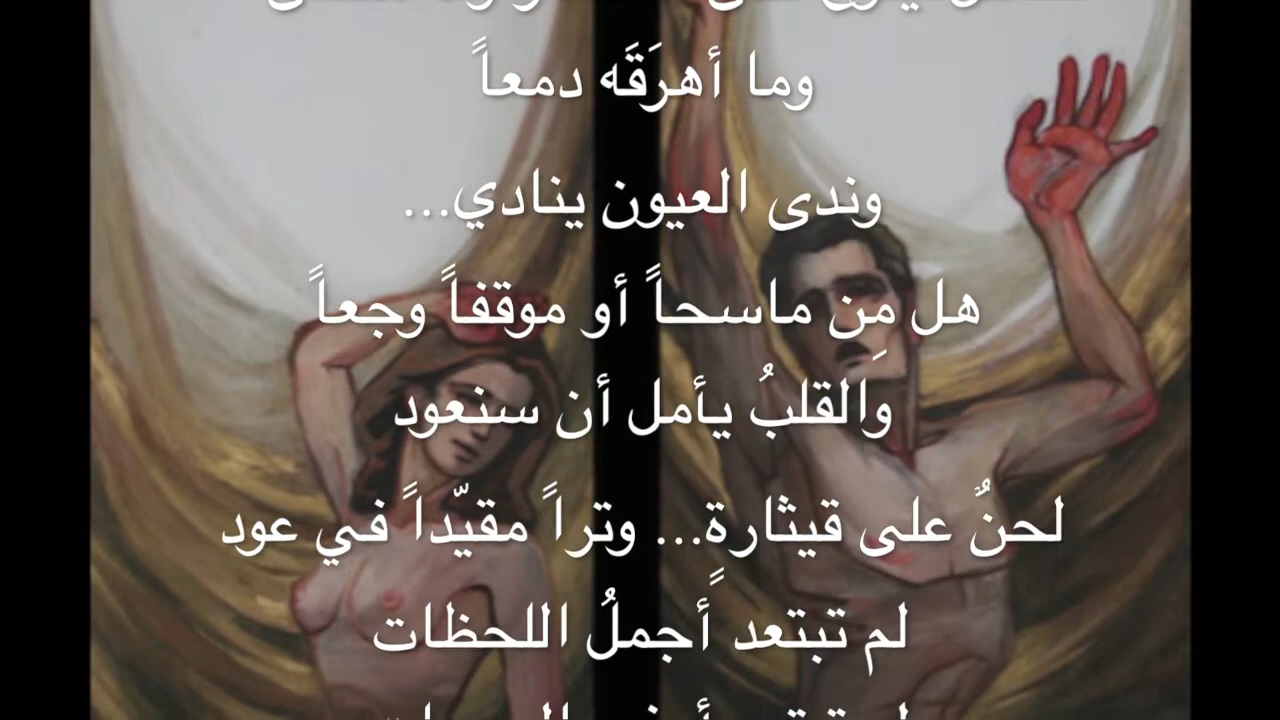 وما أهرَقَه دمعاً
وندى العيون ينادي...
هل مِن ماسحاً أو موقفاً وجعاً
وَالقلبُ يأمل أن سنعود
لحنٌ على قيثارةٍ... وتراً مقيّداً في عود
لم تبتعد أجملُ اللحظات